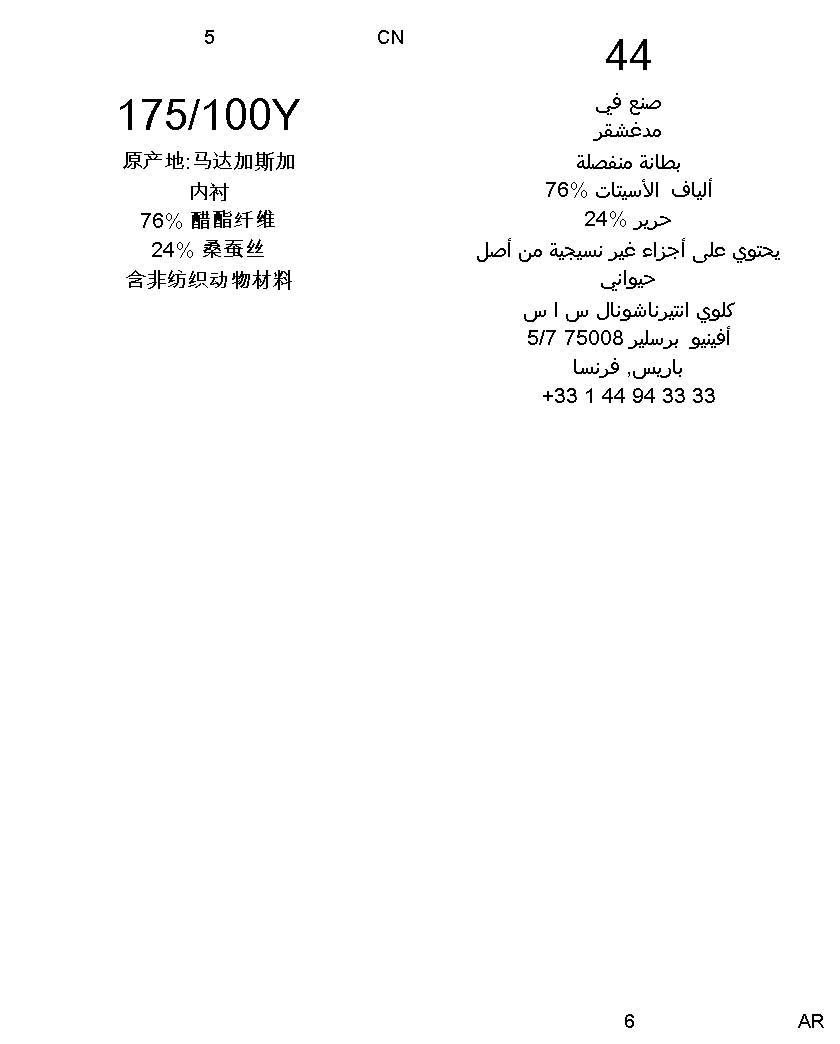 5
CN
175/100Y
原产地:马达加斯加
内衬
76% 醋酯纤维
24% 桑蚕丝
含非纺织动物材料
44
صنع في
مدغشقر
بطانة منفصلة
ألياف الأسيتات 76%
حرير 24%
يحتوي على أجزاء غير نسيجية من أصل
حيواني
كلوي انتيرناشونال س ا س
أفينيو برسلير 75008 5/7
باريس, فرنسا
+33 1 44 94 33 33
6
AR